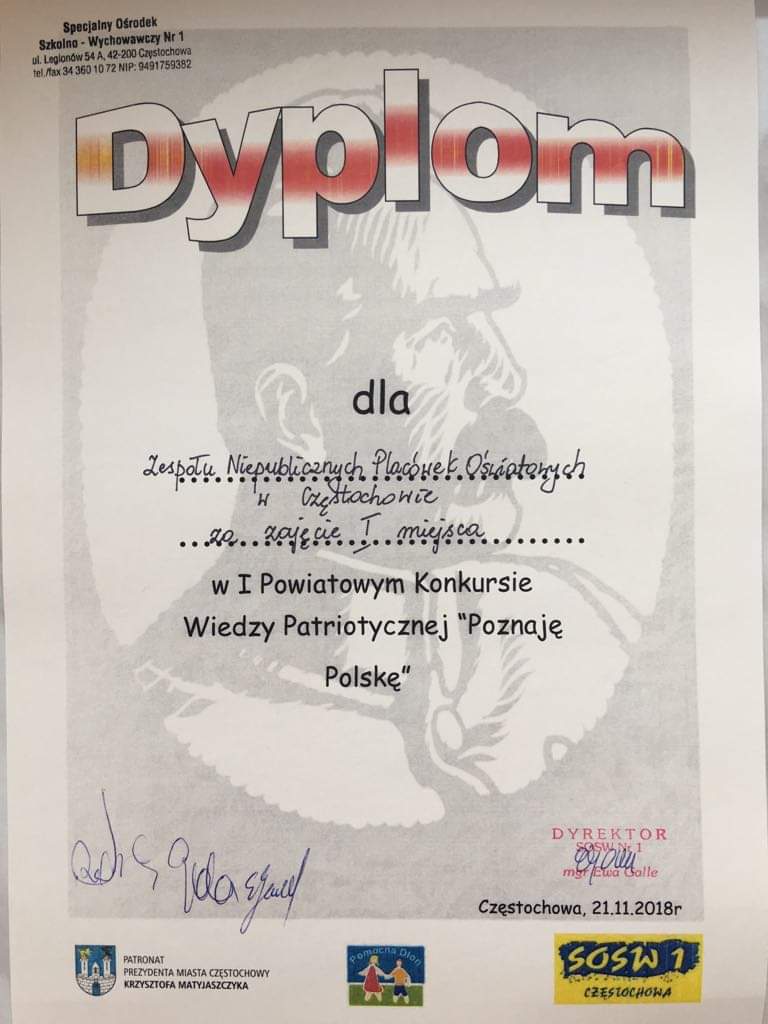 Specjalny Ośrodek
Szkolno - Wychowawczy Nr 1
ul. Legionów 54 A, 42-200 Częstochowa
tel./fax 34 360 10 72 NIP: 9491759382
Dyplom
dla
Zespołu Niepublicznych Placówek Oświatowych
w Częstochowie
za zajęcie I miejsca
w I Powiatowym Konkursie
Wiedzy Patriotycznej “Poznaję
Polskę”
DYREKTOR
SOSW Nr 1
mgr Ewa Galle
Częstochowa, 21.11.2018r
PATRONAT
PREZYDENTA MIASTA CZĘSTOCHOWY
KRZYSZTOFA MATYJASZCZYKA
Pomocna Dłoń
SOSW 1
CZĘSTOCHOWA